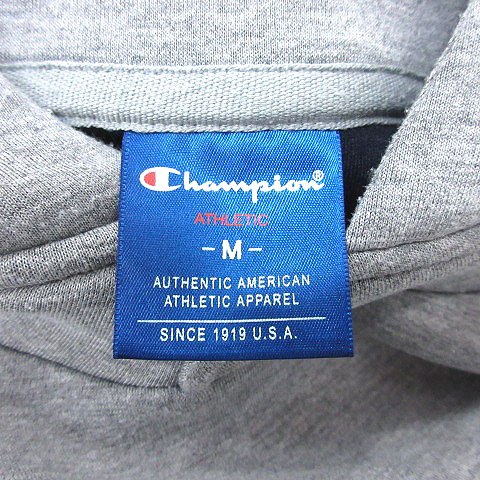 Champion®
ATHLETIC
- M -
AUTHENTIC AMERICAN
ATHLETIC APPAREL
SINCE 1919 U.S.A.